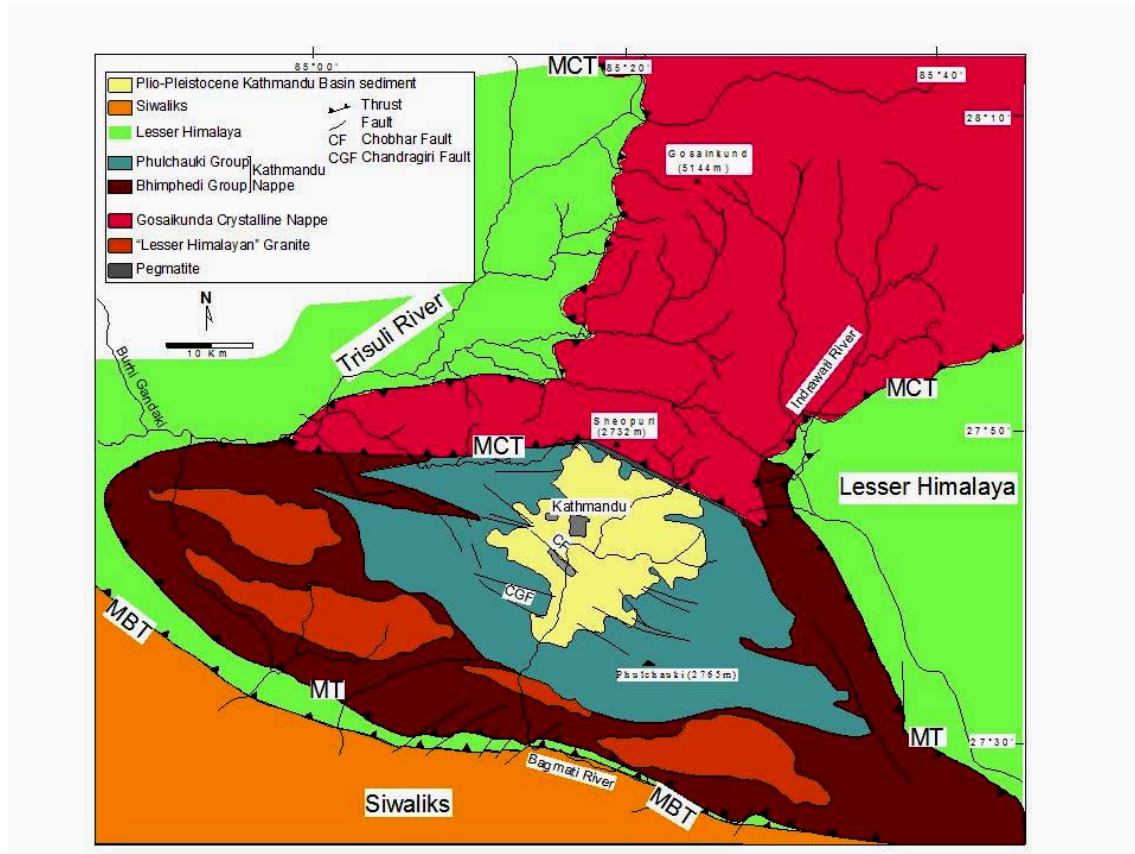 85°00'
MCT
85°20'
85°40'
Plio-Pleistocene Kathmandu Basin sediment
Siwaliks
Thrust
Lesser Himalaya
Fault
CF Chobhar Fault
Phulchauki Group
CGF Chandragiri Fault
Kathmandu
Bhimphedi Group
Nappe
Gosaikunda Crystalline Nappe
"Lesser Himalayan" Granite
Pegmatite
28°10'
Gosainkund
(5144m)
N
10 Km
Trisuli River
Burhi Gandaki
Indrawati River
MCT
Sheopuri
(2732m)
27°50'
MCT
Lesser Himalaya
Kathmandu
CF
CGF
MBT
Phulchauki (2765m)
MT
MT
27°30'
Bagmati River
MBT
Siwaliks